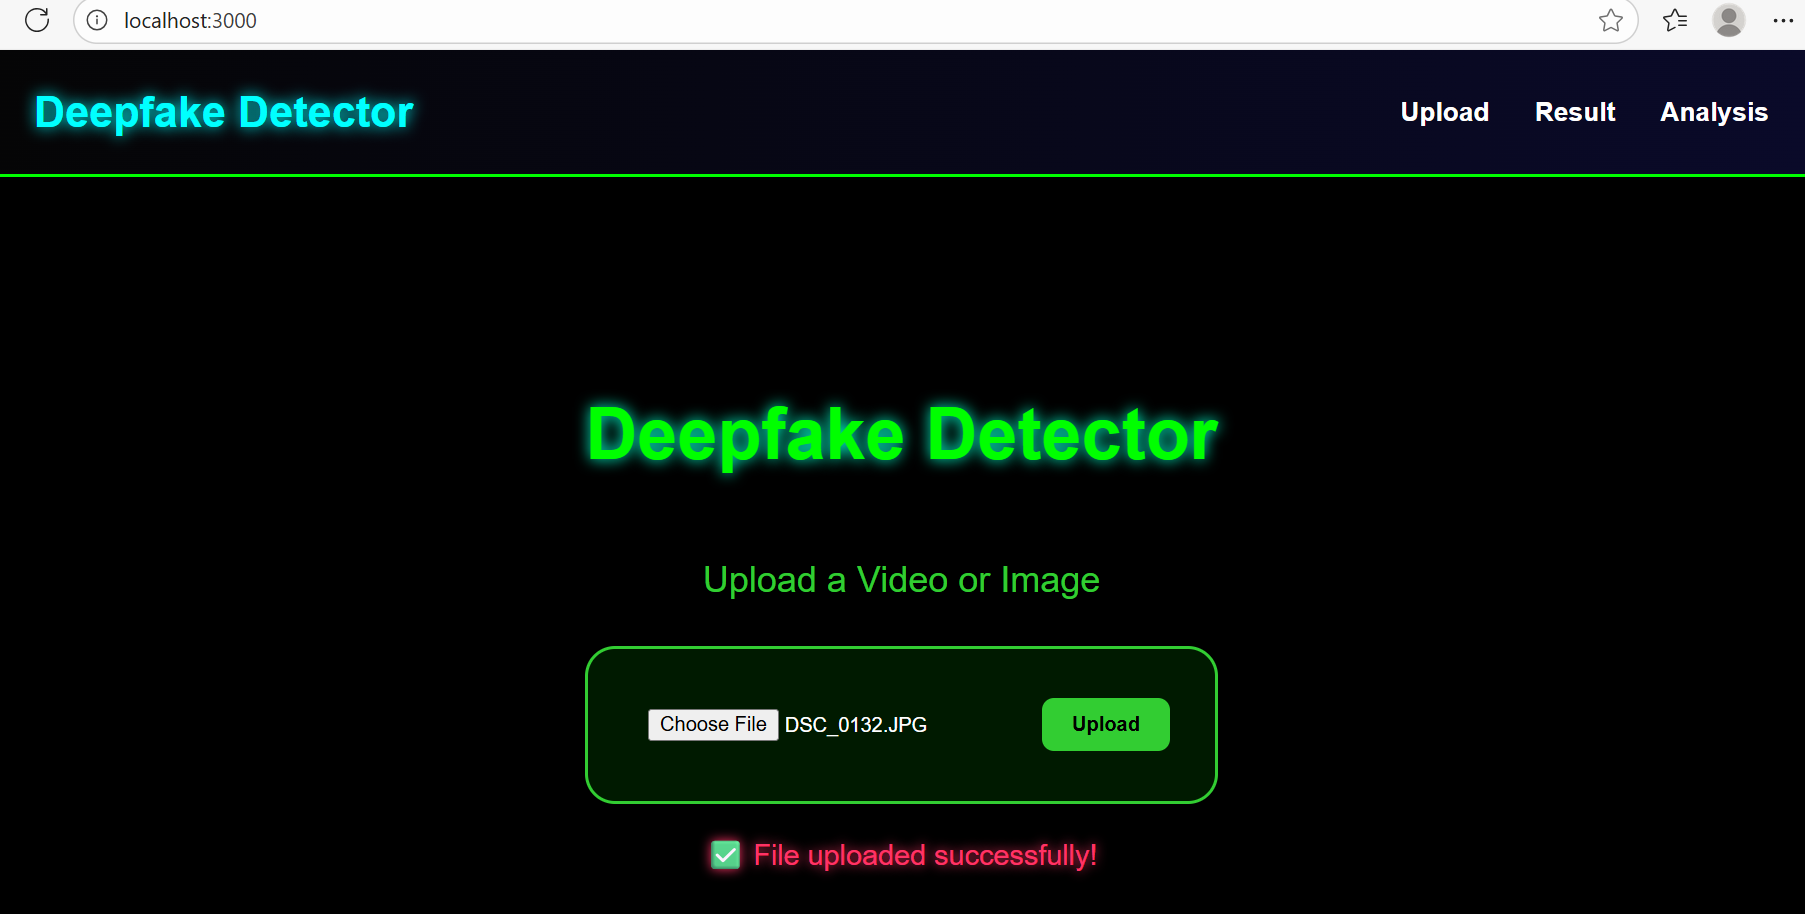 localhost:3000
Deepfake Detector
Upload Result Analysis
Deepfake Detector
Upload a Video or Image
Choose File DSC_0132.JPG Upload
✅ File uploaded successfully!